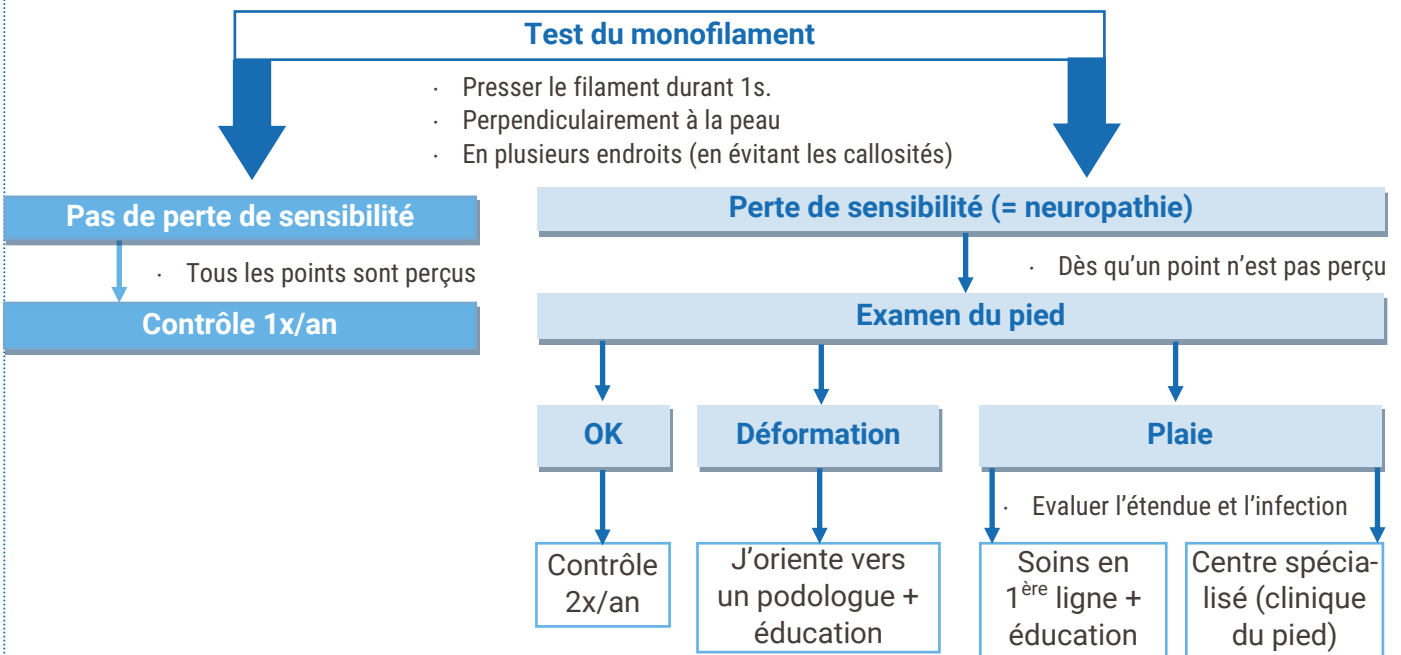 Test du monofilament
· Presser le filament durant 1s.
· Perpendiculairement à la peau
· En plusieurs endroits (en évitant les callosités)
Pas de perte de sensibilité
· Tous les points sont perçus
Contrôle 1x/an
Perte de sensibilité (= neuropathie)
· Dès qu'un point n'est pas perçu
Examen du pied
OK
Contrôle
2x/an
Déformation
J'oriente vers
un podologue +
éducation
Plaie
· Evaluer l'étendue et l'infection
Soins en
1ère ligne +
éducation
Centre spécia-
lisé (clinique
du pied)